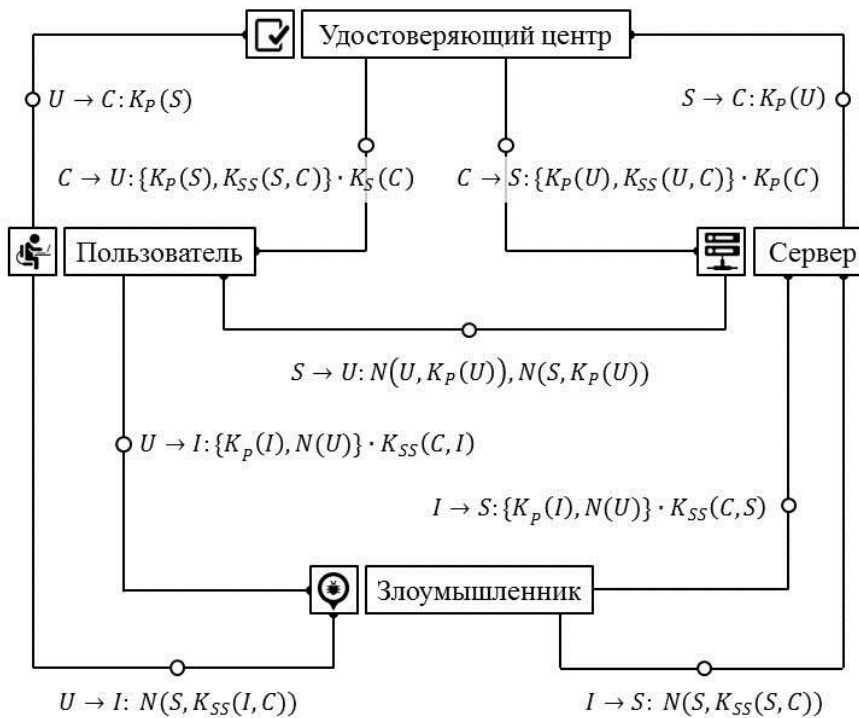 Удостоверяющий центр
U → C: K_P(S)
S → C: K_P(U)
C → U: {K_P(S), K_SS(S, C)} · K_S(C)
C → S: {K_P(U), K_SS(U, C)} · K_P(C)
Пользователь
Сервер
S → U: N(U, K_P(U)), N(S, K_P(U))
U → I: {K_p(I), N(U)} · K_SS(C, I)
I → S: {K_p(I), N(U)} · K_SS(C, S)
Злоумышленник
U → I: N(S, K_SS(I, C))
I → S: N(S, K_SS(S, C))